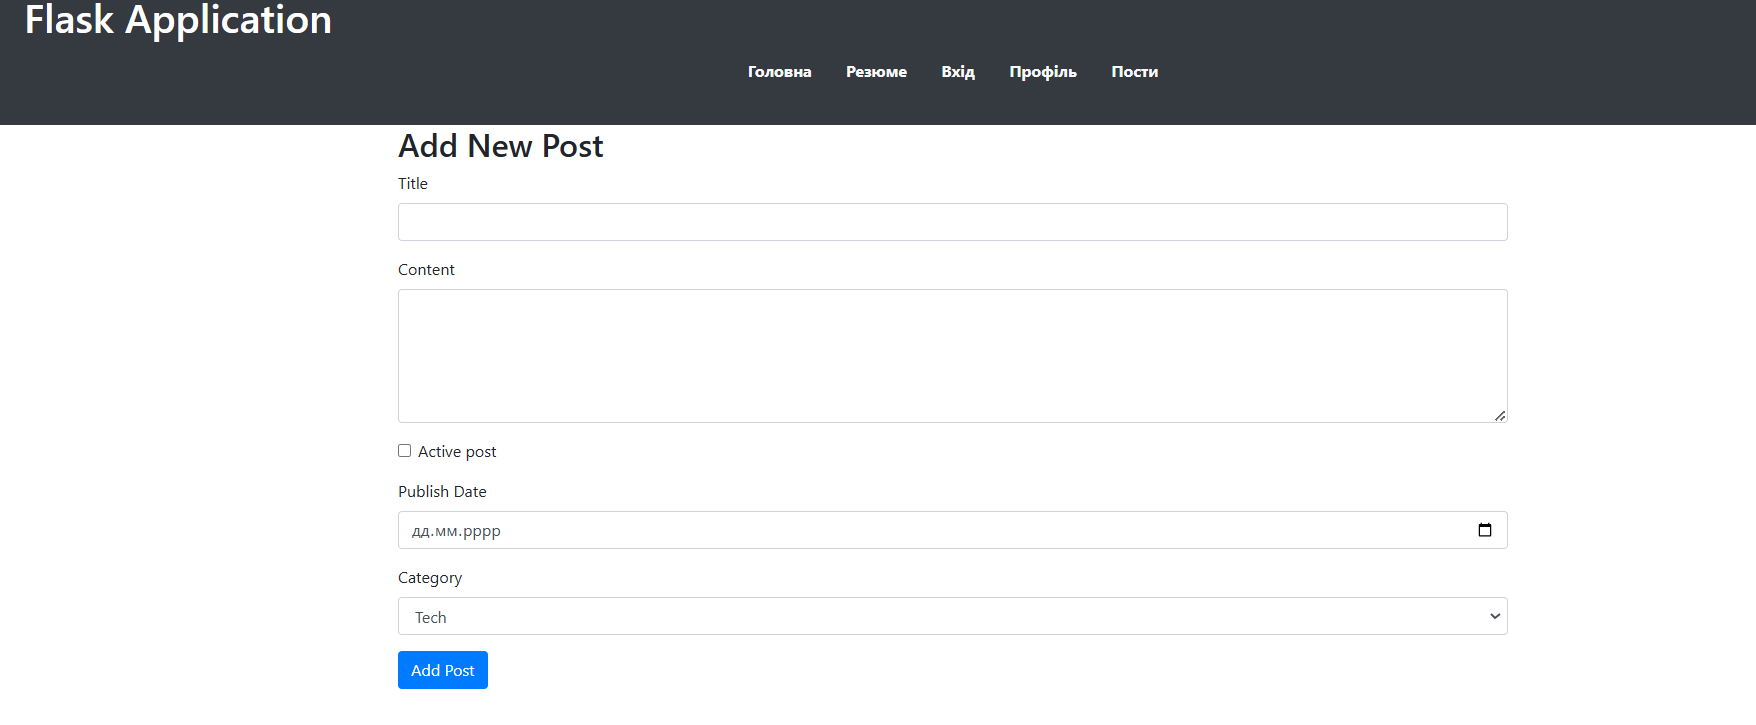 Flask Application
Головна Резюме Вхід Профіль Пости
Add New Post
Title
Content
Active post
Publish Date
дд.мм.рррр
Category
Tech
Add Post